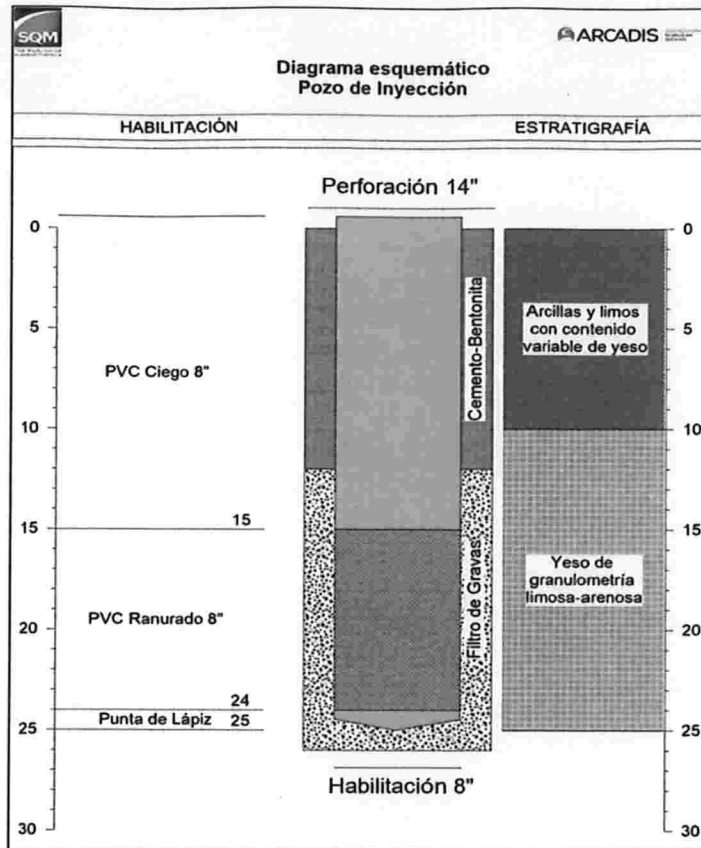 SQM
ARCADIS
Diagrama esquemático
Pozo de Inyección
HABILITACIÓN
ESTRATIGRAFÍA
Perforación 14"
0
5
10
15
20
25
30
PVC Ciego 8"
15
PVC Ranurado 8"
24
Punta de Lápiz 25
Cemento-Bentonita
Filtro de Gravas
Habilitación 8"
Arcillas y limos
con contenido
variable de yeso
Yeso de
granulometría
limosa-arenosa
0
5
10
15
20
25
30